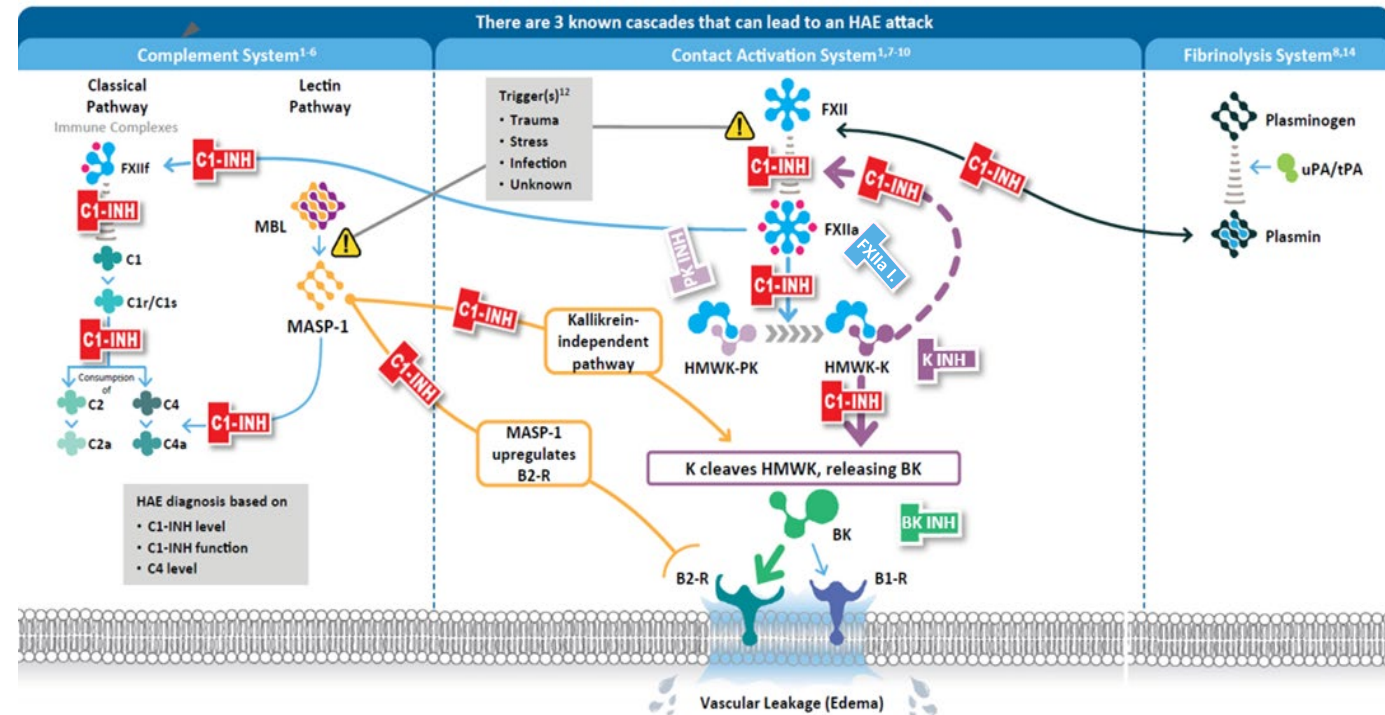 There are 3 known cascades that can lead to an HAE attack
Complement System1-6
Contact Activation System1,7-10
Fibrinolysis System8,14
Classical
Pathway
Immune Complexes
Lectin
Pathway
FXIIf
C1-INH
C1-INH
C1
C1r/C1s
C1-INH
Consumption
of
C2
C4
C2a
C4a
C1-INH
MBL
MASP-1
HAE diagnosis based on
• C1-INH level
• C1-INH function
• C4 level
Trigger(s)12
• Trauma
• Stress
• Infection
• Unknown
FXII
C1-INH
C1-INH
C1-INH
FXIIa
PK INH
FXIIa I.
C1-INH
HMWK-PK
HMWK-K
K INH
C1-INH
C1-INH
Kallikrein-
independent
pathway
C1-INH
MASP-1
upregulates
B2-R
K cleaves HMWK, releasing BK
BK
BK INH
B2-R
B1-R
Vascular Leakage (Edema)
Plasminogen
uPA/tPA
Plasmin